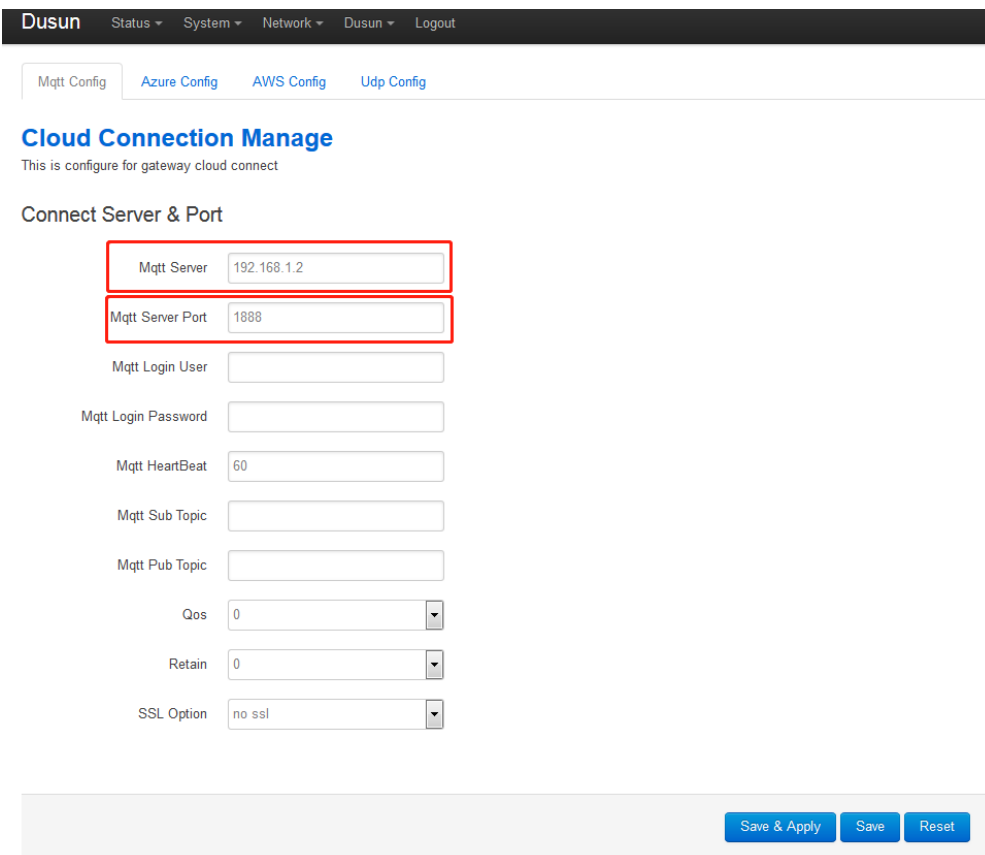 Dusun Status System Network Dusun Logout
Mqtt Config Azure Config AWS Config Udp Config
Cloud Connection Manage
This is configure for gateway cloud connect
Connect Server & Port
Mqtt Server 192.168.1.2
Mqtt Server Port 1888
Mqtt Login User
Mqtt Login Password
Mqtt HeartBeat 60
Mqtt Sub Topic
Mqtt Pub Topic
Qos 0
Retain 0
SSL Option no ssl
Save & Apply Save Reset